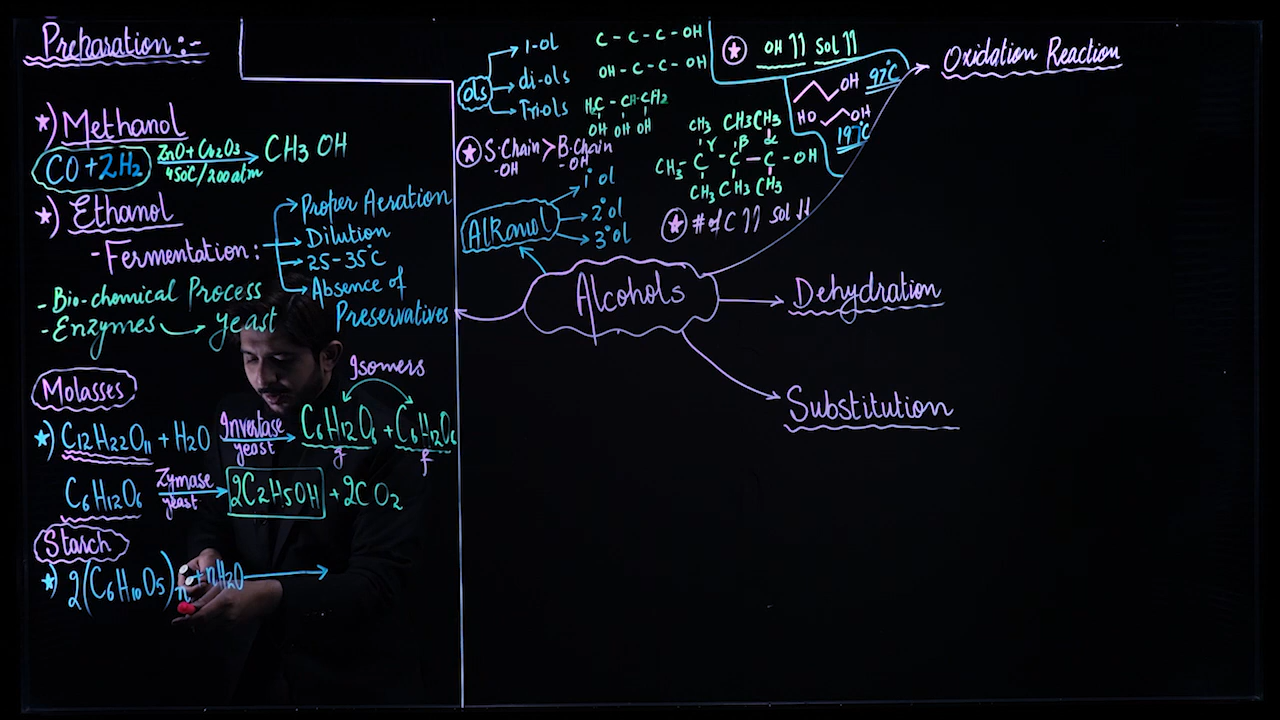 Preparation :-
*) Methanol
CO + 2H2 ZnO + Cr2O3 450°C / 200 atm CH3 OH
*) Ethanol
- Fermentation :
Proper Aeration
Dilution
25-35°C
Absence of
Preservatives
- Bio-chemical Process
- Enzymes → yeast
Molasses
Isomers
*) C12H22O11 + H2O Invertase yeast C6H12O6 + C6H12O6
g f
C6H12O6 Zymase yeast 2C2H5OH + 2CO2
Starch
*) 2(C6H10O5)n + nH2O →
ols
1-ol C - C - C - OH
di-ols OH - C - C - OH
Tri-ols H2C - CH - CH2
OH OH OH
* S.Chain > B.Chain
-OH -OH
Alkanol
1° ol
2° ol
3° ol
CH3 CH3 CH3
γ β α
CH3 - C - C - C - OH
CH3 CH3 CH3
* # of C ↑↑ Sol ↓↓
* OH ↑↑ Sol ↑↑
OH 97°C
HO OH
197°C
Alcohols
Oxidation Reaction
Dehydration
Substitution